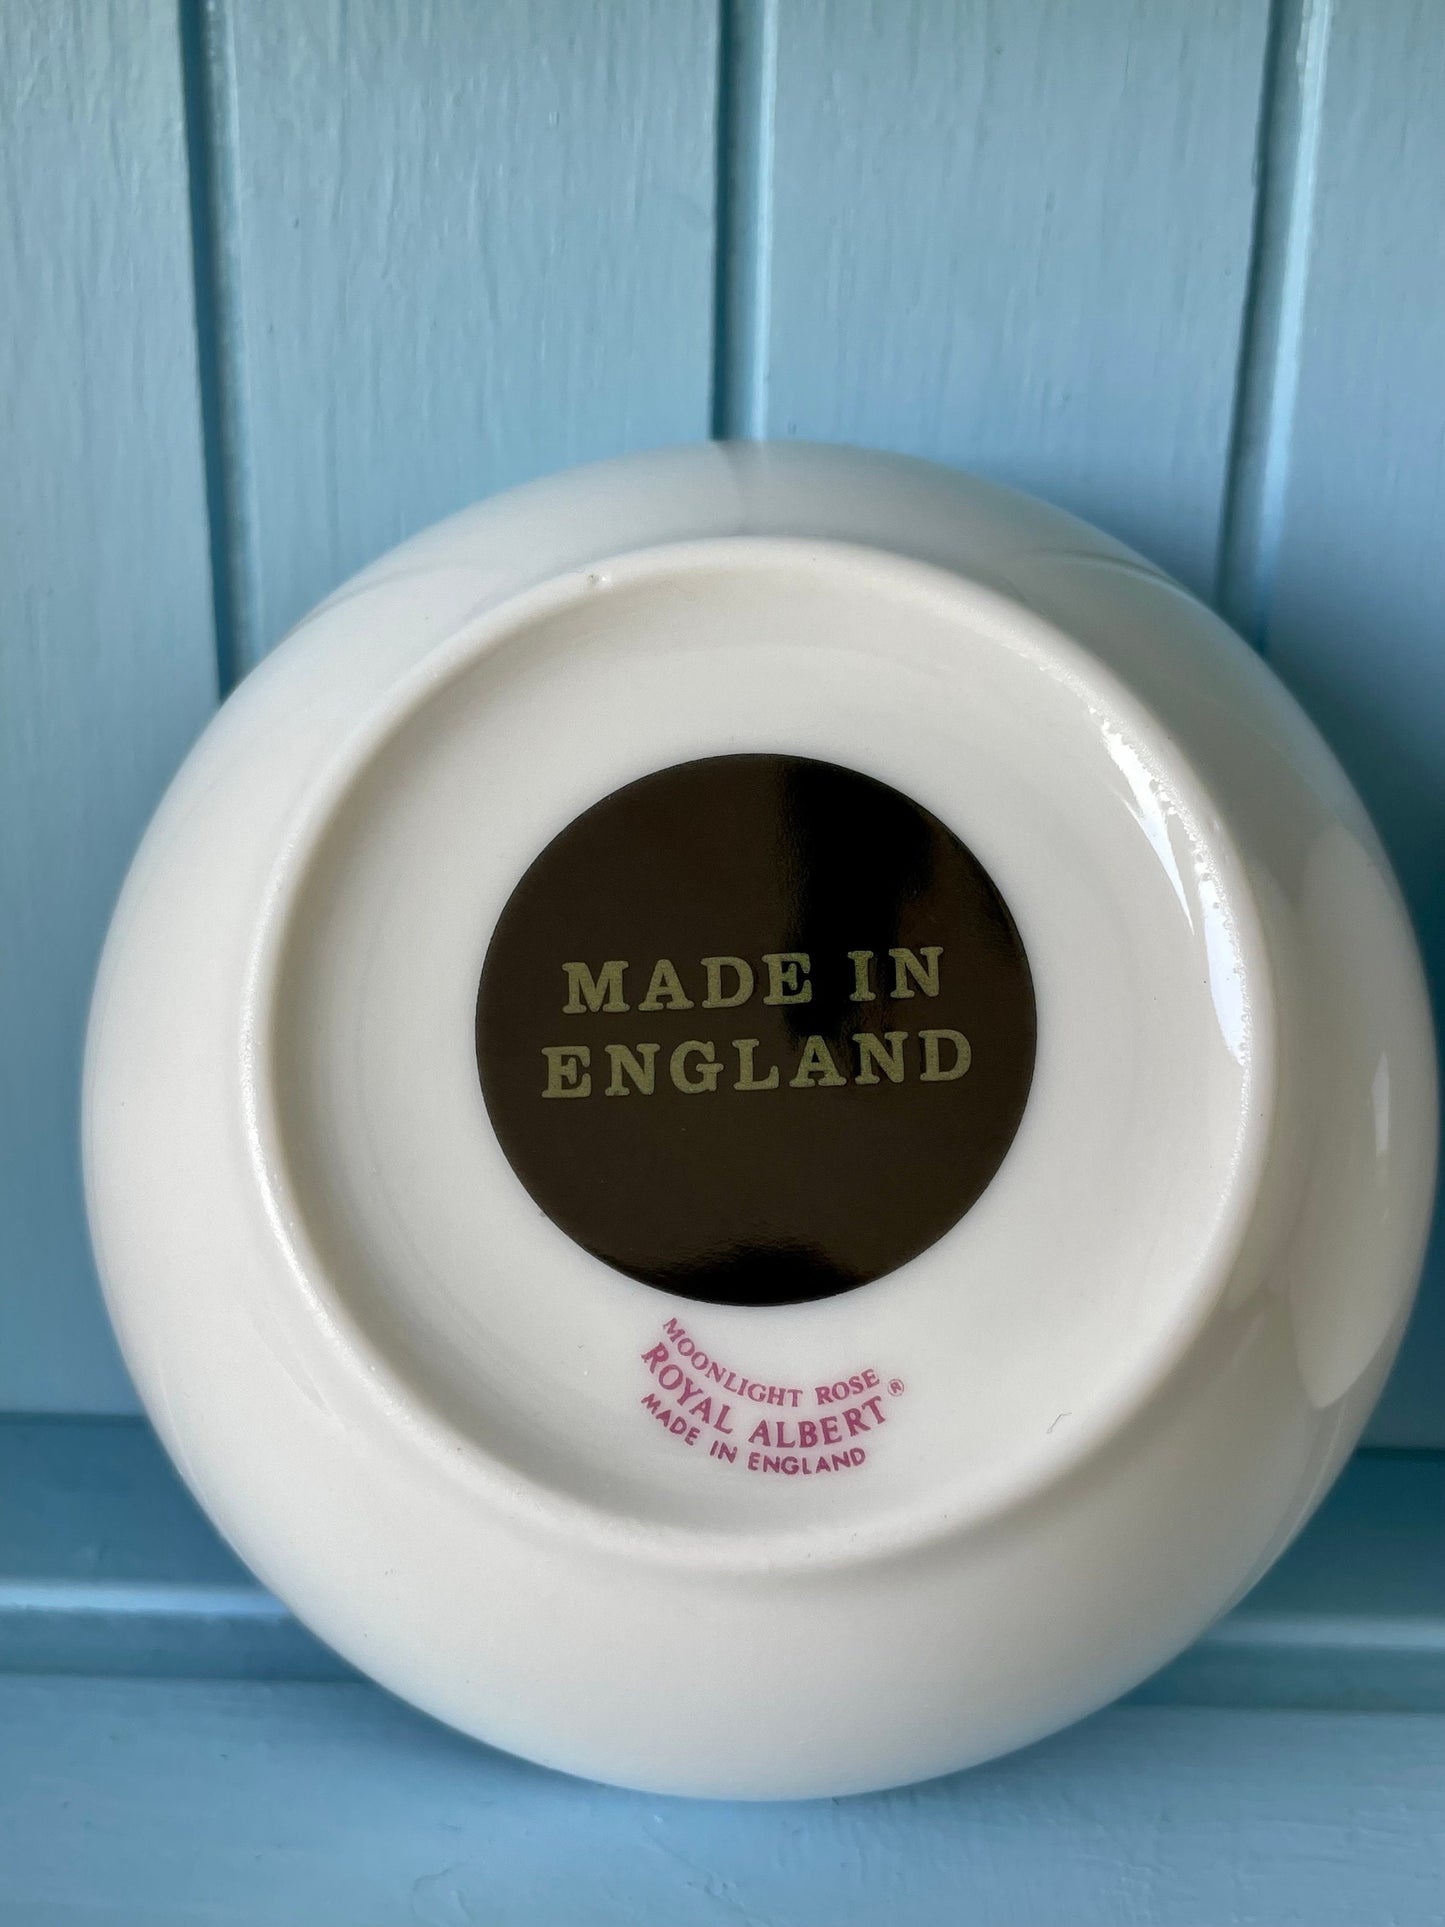 MADE IN
ENGLAND
MOONLIGHT ROSE
ROYAL ALBERT®
MADE IN ENGLAND